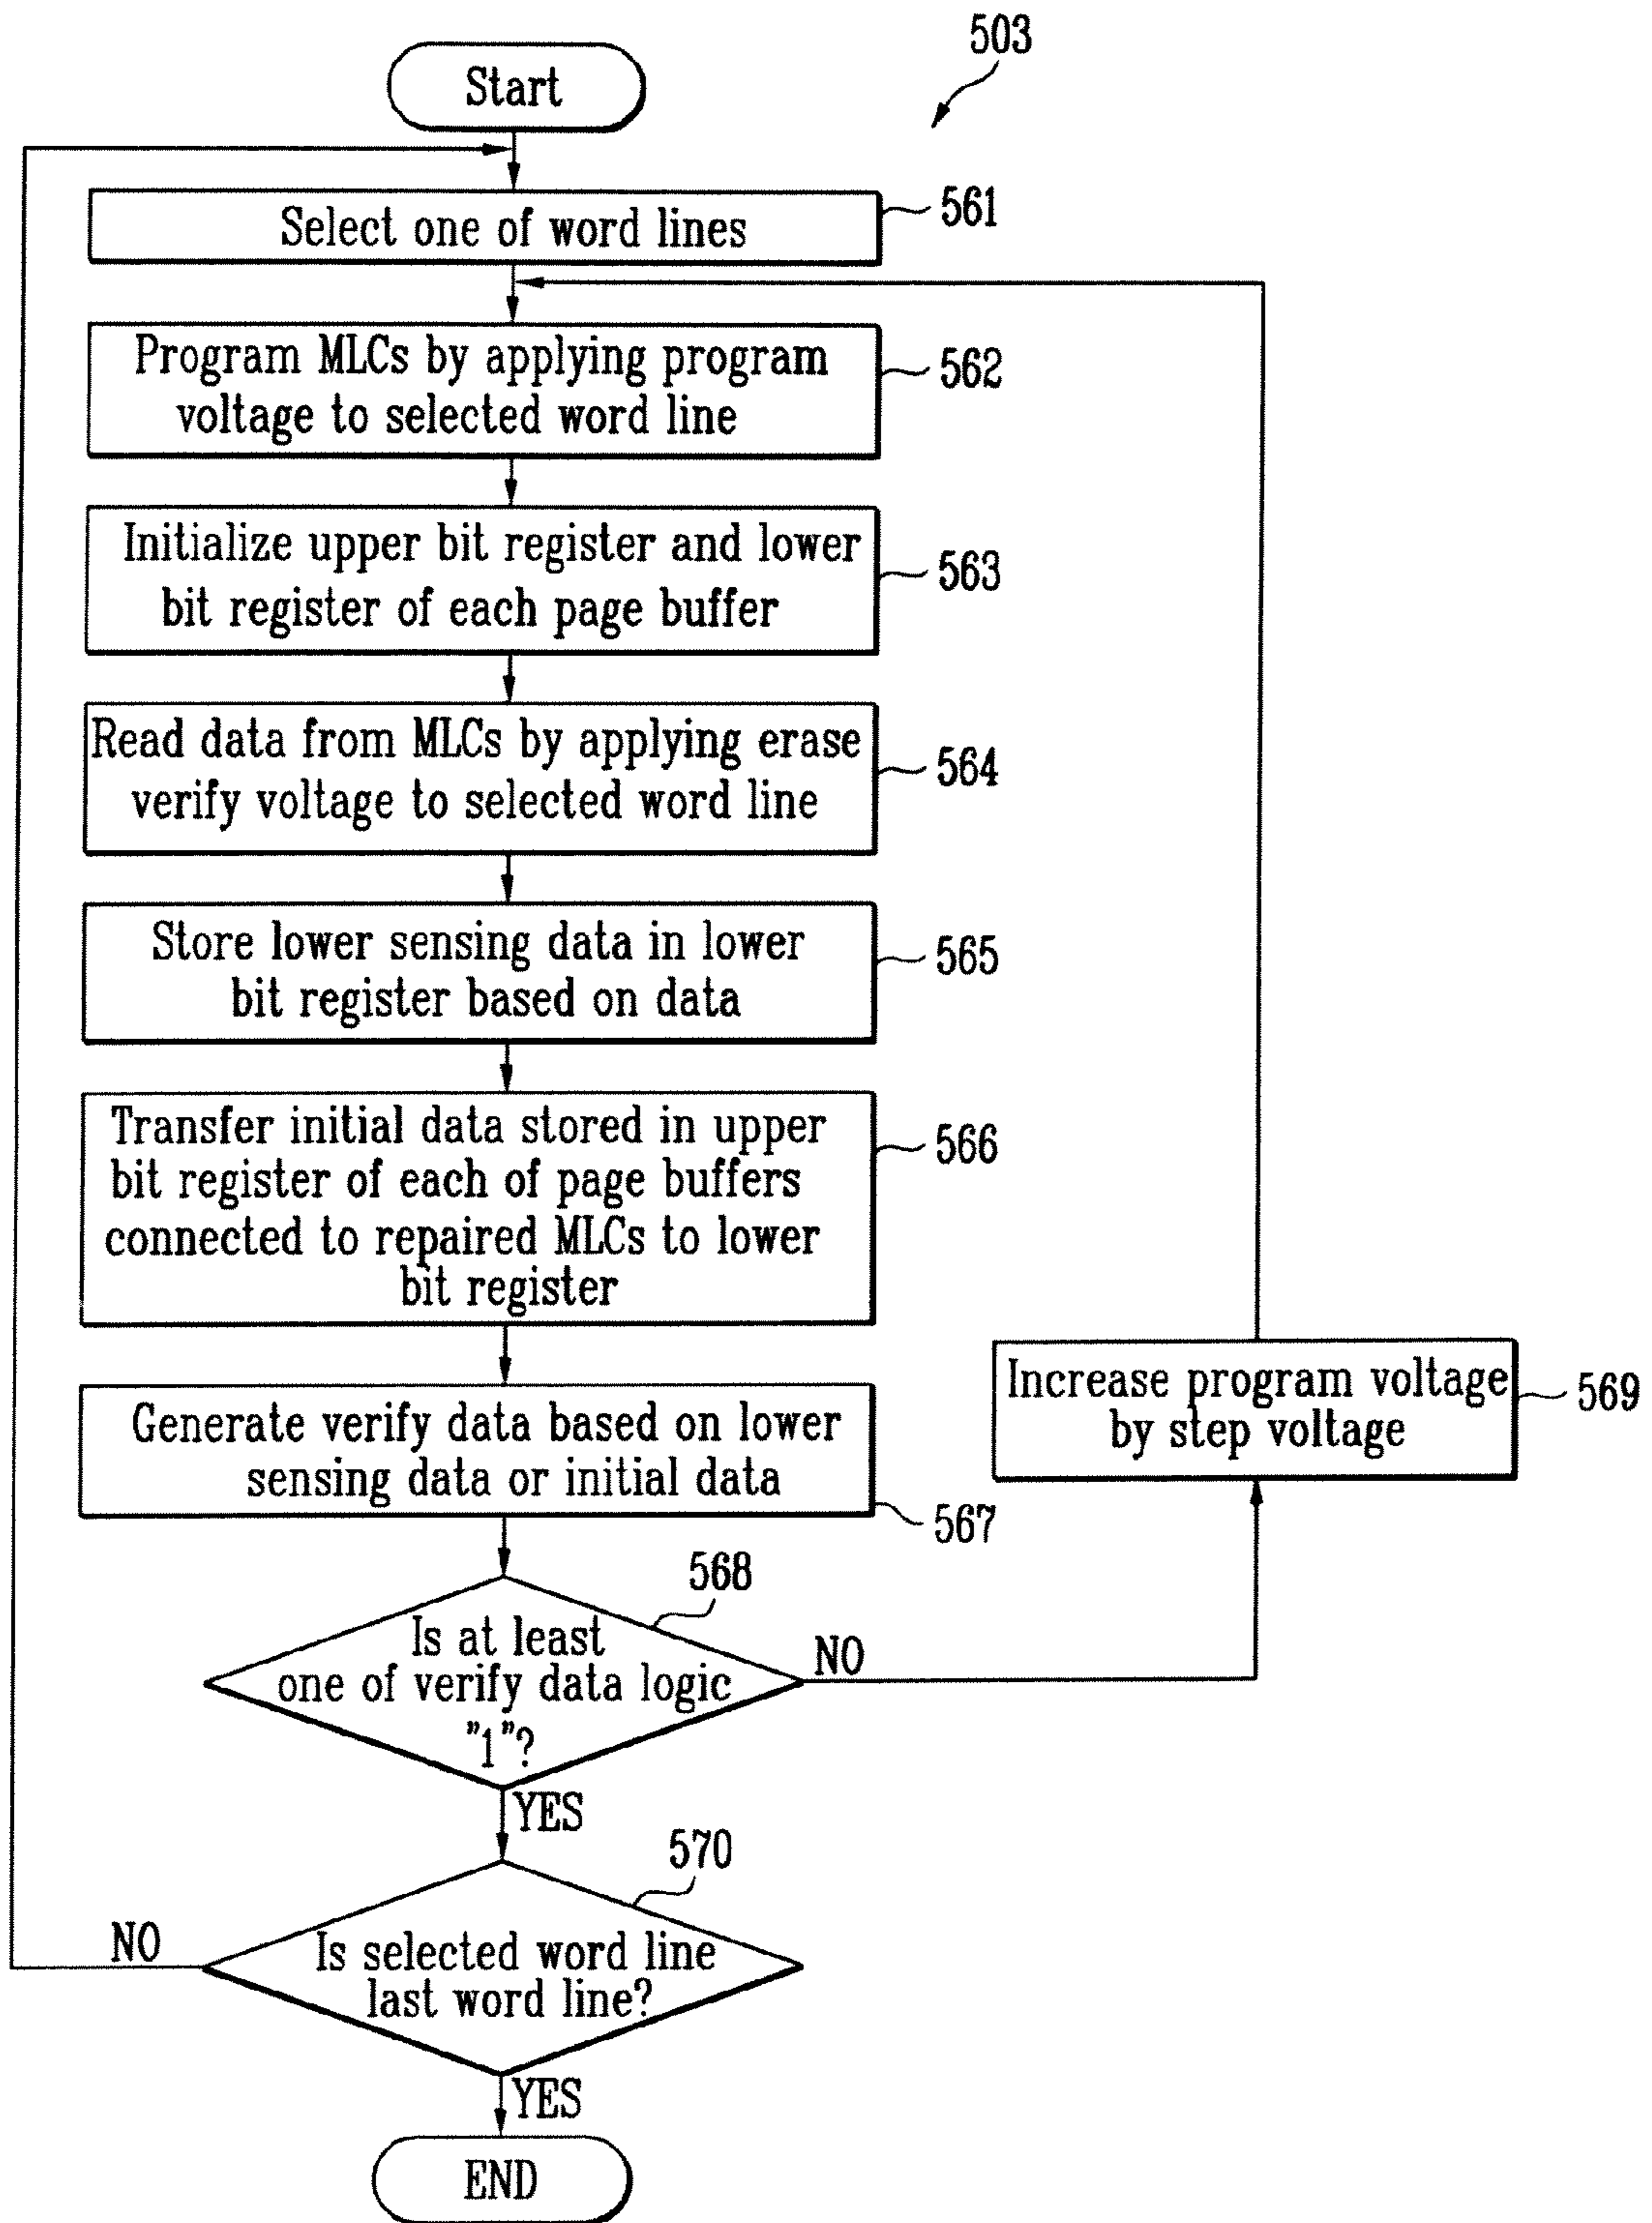 503
Start
Select one of word lines
561
Program MLCs by applying program
voltage to selected word line
562
Initialize upper bit register and lower
bit register of each page buffer
563
Read data from MLCs by applying erase
verify voltage to selected word line
564
Store lower sensing data in lower
bit register based on data
565
Transfer initial data stored in upper
bit register of each of page buffers
connected to repaired MLCs to lower
bit register
566
Increase program voltage
by step voltage
569
Generate verify data based on lower
sensing data or initial data
567
568
Is at least
one of verify data logic
"1"?
NO
YES
570
Is selected word line
last word line?
NO
YES
END